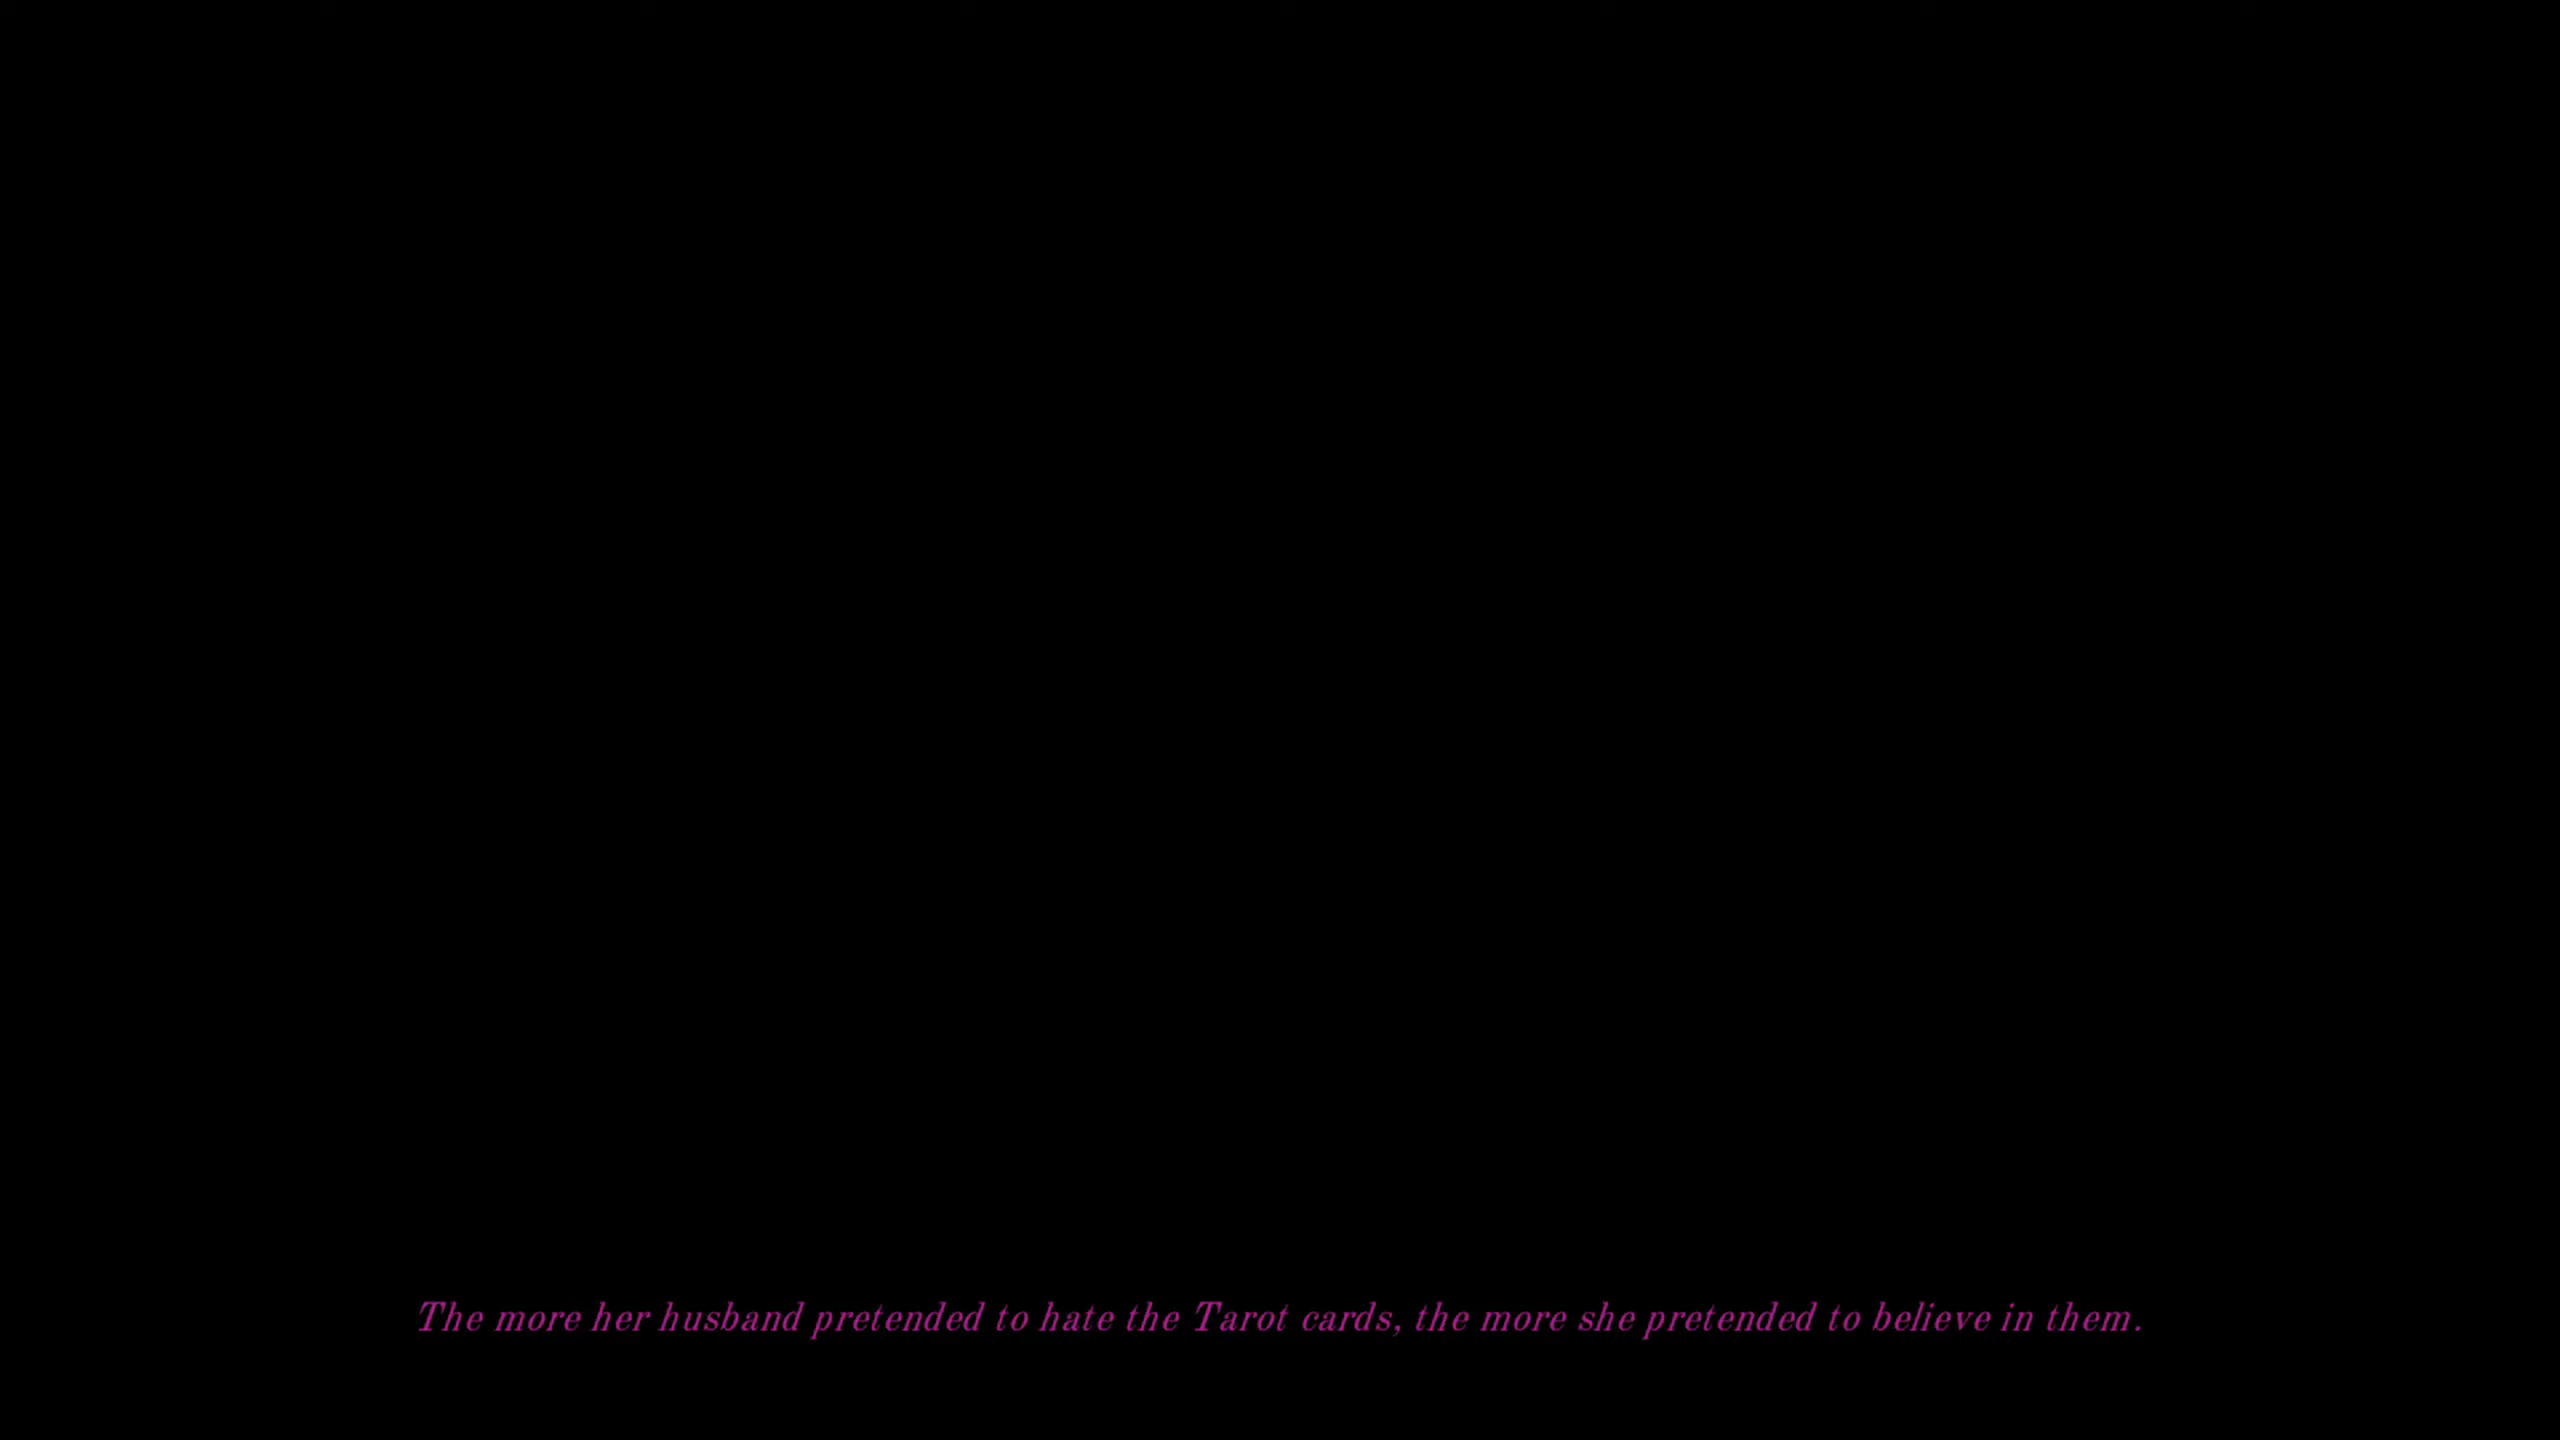 The more her husband pretended to hate the Tarot cards, the more she pretended to believe in them.